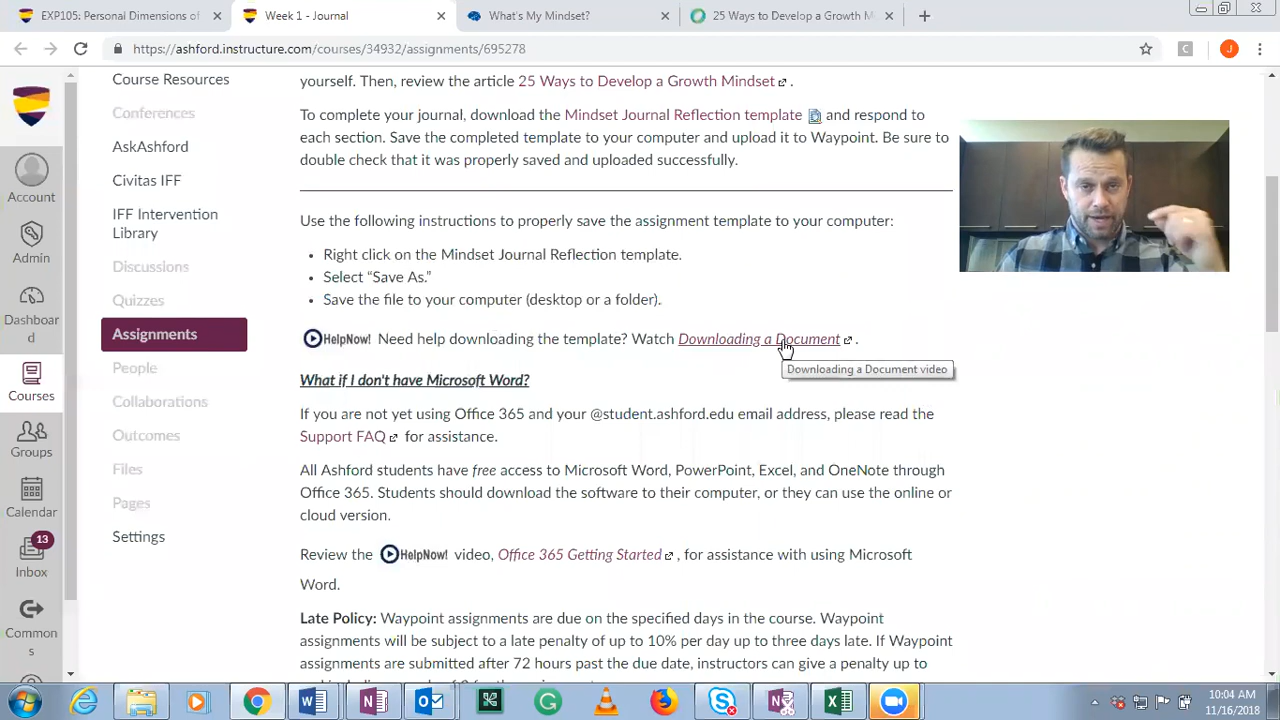 EXP105: Personal Dimensions of
Week 1 - Journal
What's My Mindset?
25 Ways to Develop a Growth M
https://ashford.instructure.com/courses/34932/assignments/695278
C
J
Account
Admin
Dashboar
d
Courses
Groups
Calendar
13
Inbox
Common
s
Course Resources
Conferences
AskAshford
Civitas IFF
IFF Intervention
Library
Discussions
Quizzes
Assignments
People
Collaborations
Outcomes
Files
Pages
Settings
yourself. Then, review the article 25 Ways to Develop a Growth Mindset .
To complete your journal, download the Mindset Journal Reflection template and respond to
each section. Save the completed template to your computer and upload it to Waypoint. Be sure to
double check that it was properly saved and uploaded successfully.
Use the following instructions to properly save the assignment template to your computer:
• Right click on the Mindset Journal Reflection template.
• Select “Save As.”
• Save the file to your computer (desktop or a folder).
HelpNow! Need help downloading the template? Watch Downloading a Document .
Downloading a Document video
What if I don't have Microsoft Word?
If you are not yet using Office 365 and your @student.ashford.edu email address, please read the
Support FAQ for assistance.
All Ashford students have free access to Microsoft Word, PowerPoint, Excel, and OneNote through
Office 365. Students should download the software to their computer, or they can use the online or
cloud version.
Review the HelpNow! video, Office 365 Getting Started , for assistance with using Microsoft
Word.
Late Policy: Waypoint assignments are due on the specified days in the course. Waypoint
assignments will be subject to a late penalty of up to 10% per day up to three days late. If Waypoint
assignments are submitted after 72 hours past the due date, instructors can give a penalty up to
10:04 AM
11/16/2018